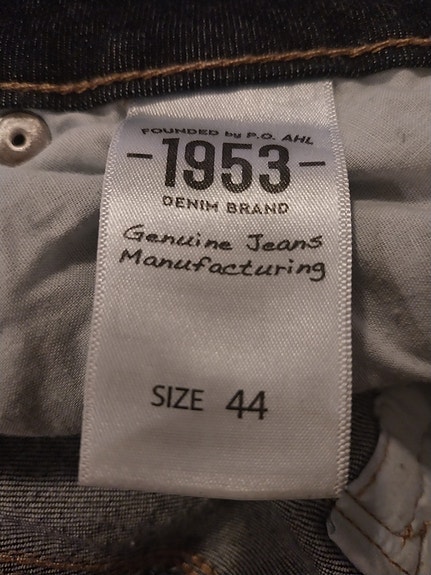 FOUNDED by P.O. AHL
-1953-
DENIM BRAND
Genuine Jeans
Manufacturing
SIZE 44